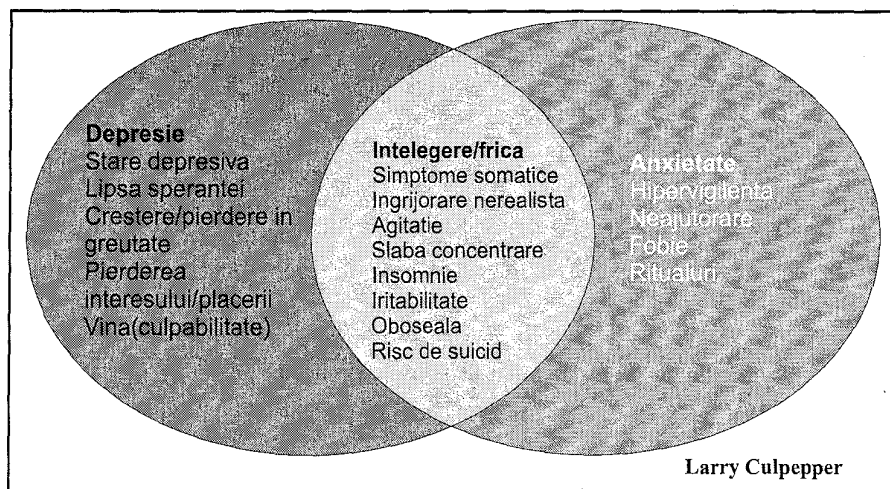 Depresie
Stare depresiva
Lipsa sperantei
Crestere/pierdere in
greutate
Pierderea
interesului/placerii
Vina(culpabilitate)
Intelegere/frica
Simptome somatice
Ingrijorare nerealista
Agitatie
Slaba concentrare
Insomnie
Iritabilitate
Oboseala
Risc de suicid
Anxietate
Hipervigilenta
Neajutorare
Fobie
Ritualuri
Larry Culpepper